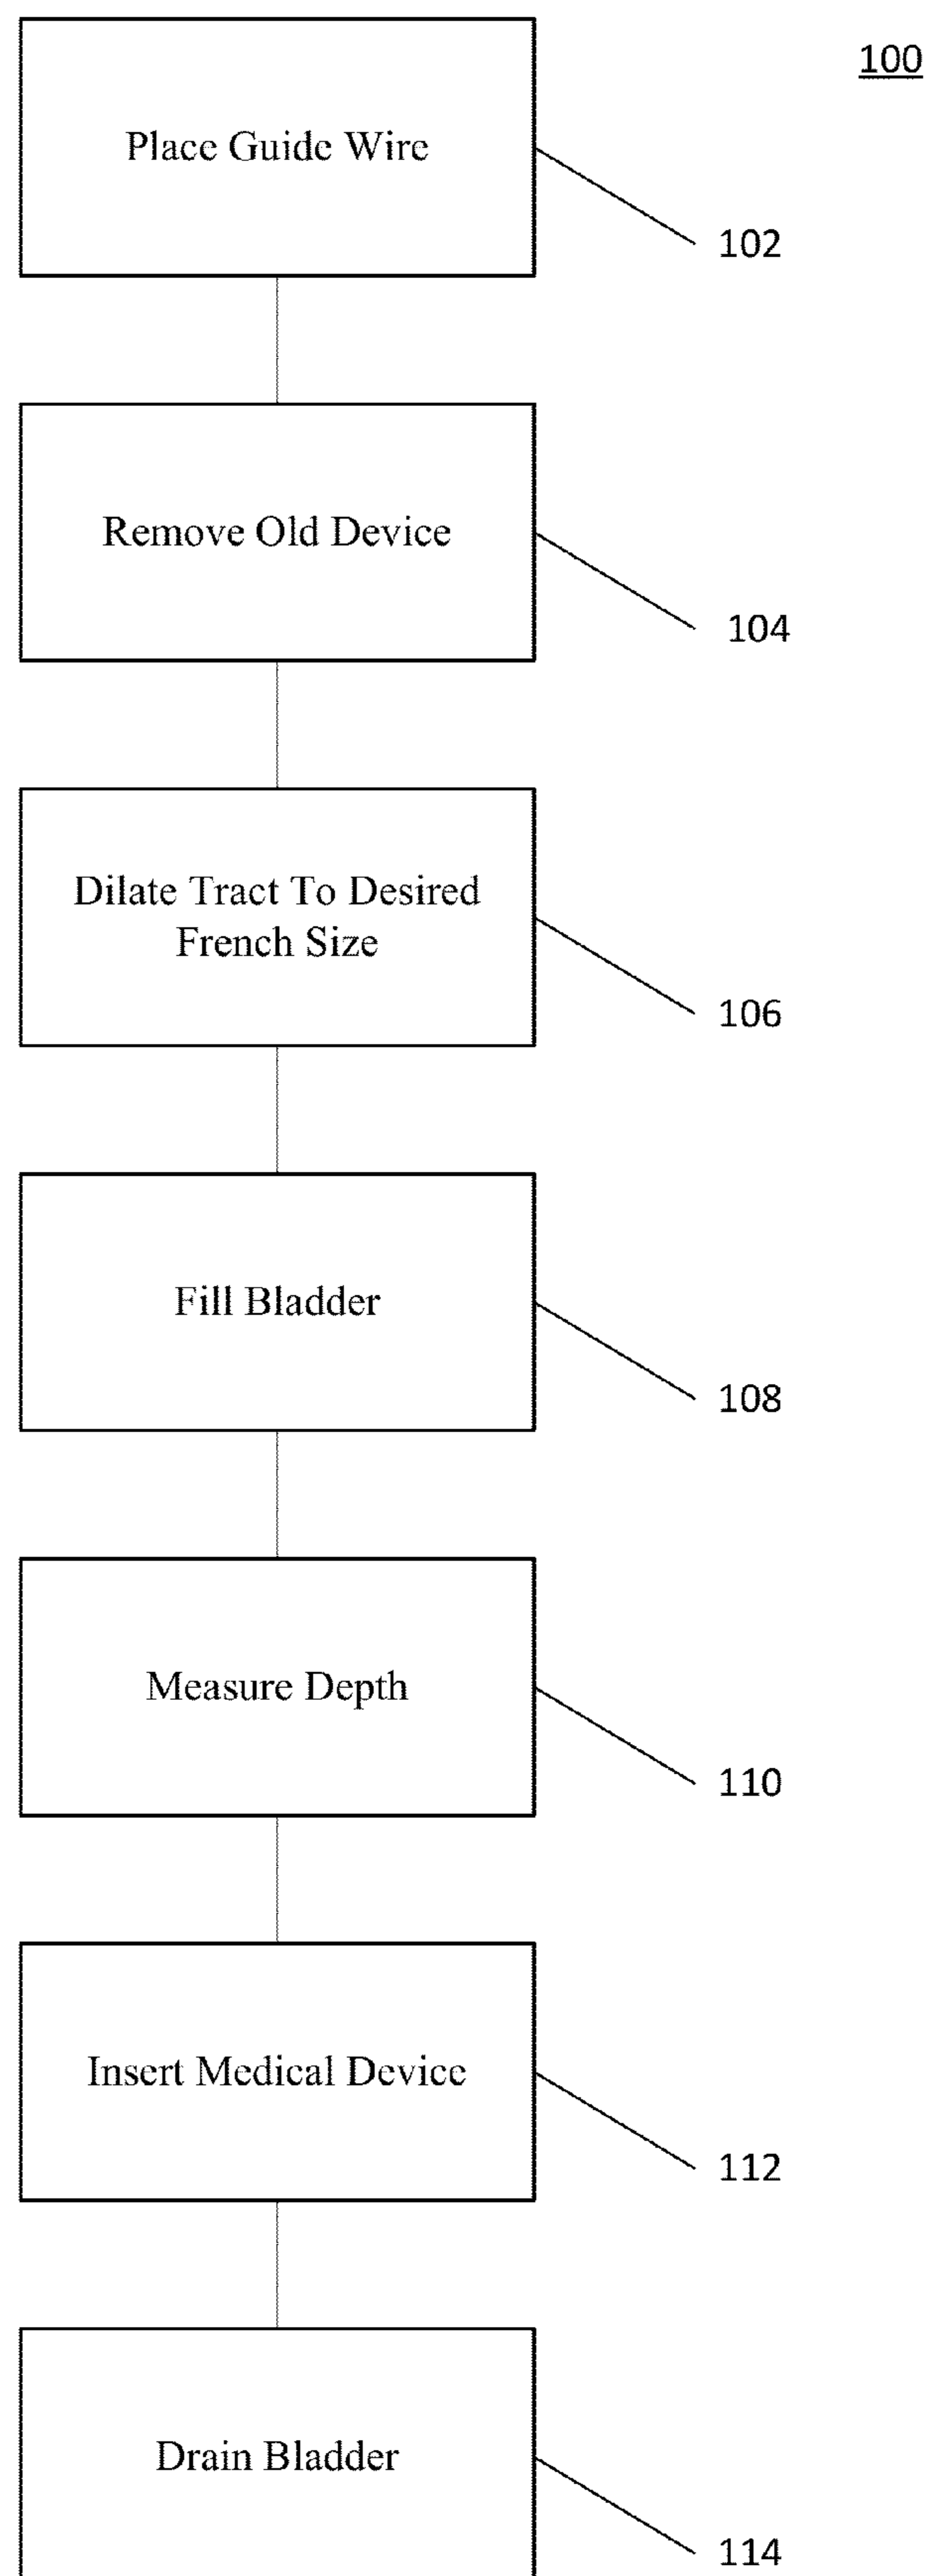 100
Place Guide Wire
102
Remove Old Device
104
Dilate Tract To Desired
French Size
106
Fill Bladder
108
Measure Depth
110
Insert Medical Device
112
Drain Bladder
114